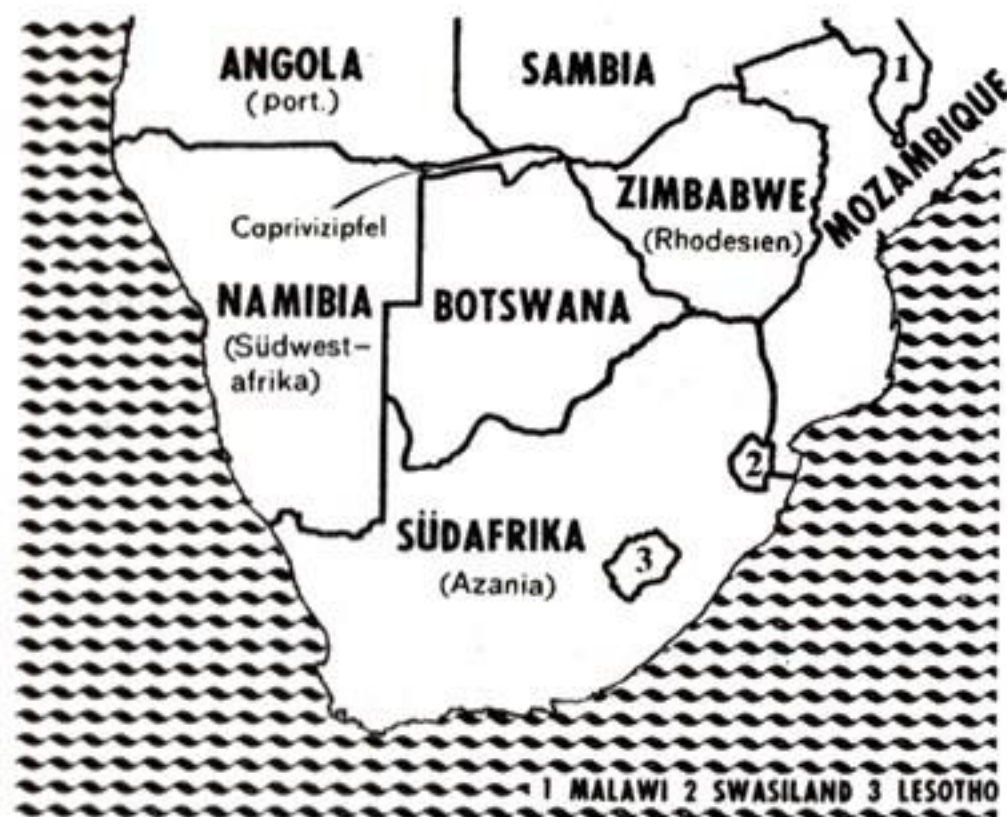 ANGOLA
(port.)
SAMBIA
1
MOZAMBIQUE
ZIMBABWE
(Rhodesien)
Caprivizipfel
NAMIBIA
(Südwest-
afrika)
BOTSWANA
2
SÜDAFRIKA
(Azania)
3
1 MALAWI 2 SWASILAND 3 LESOTHO